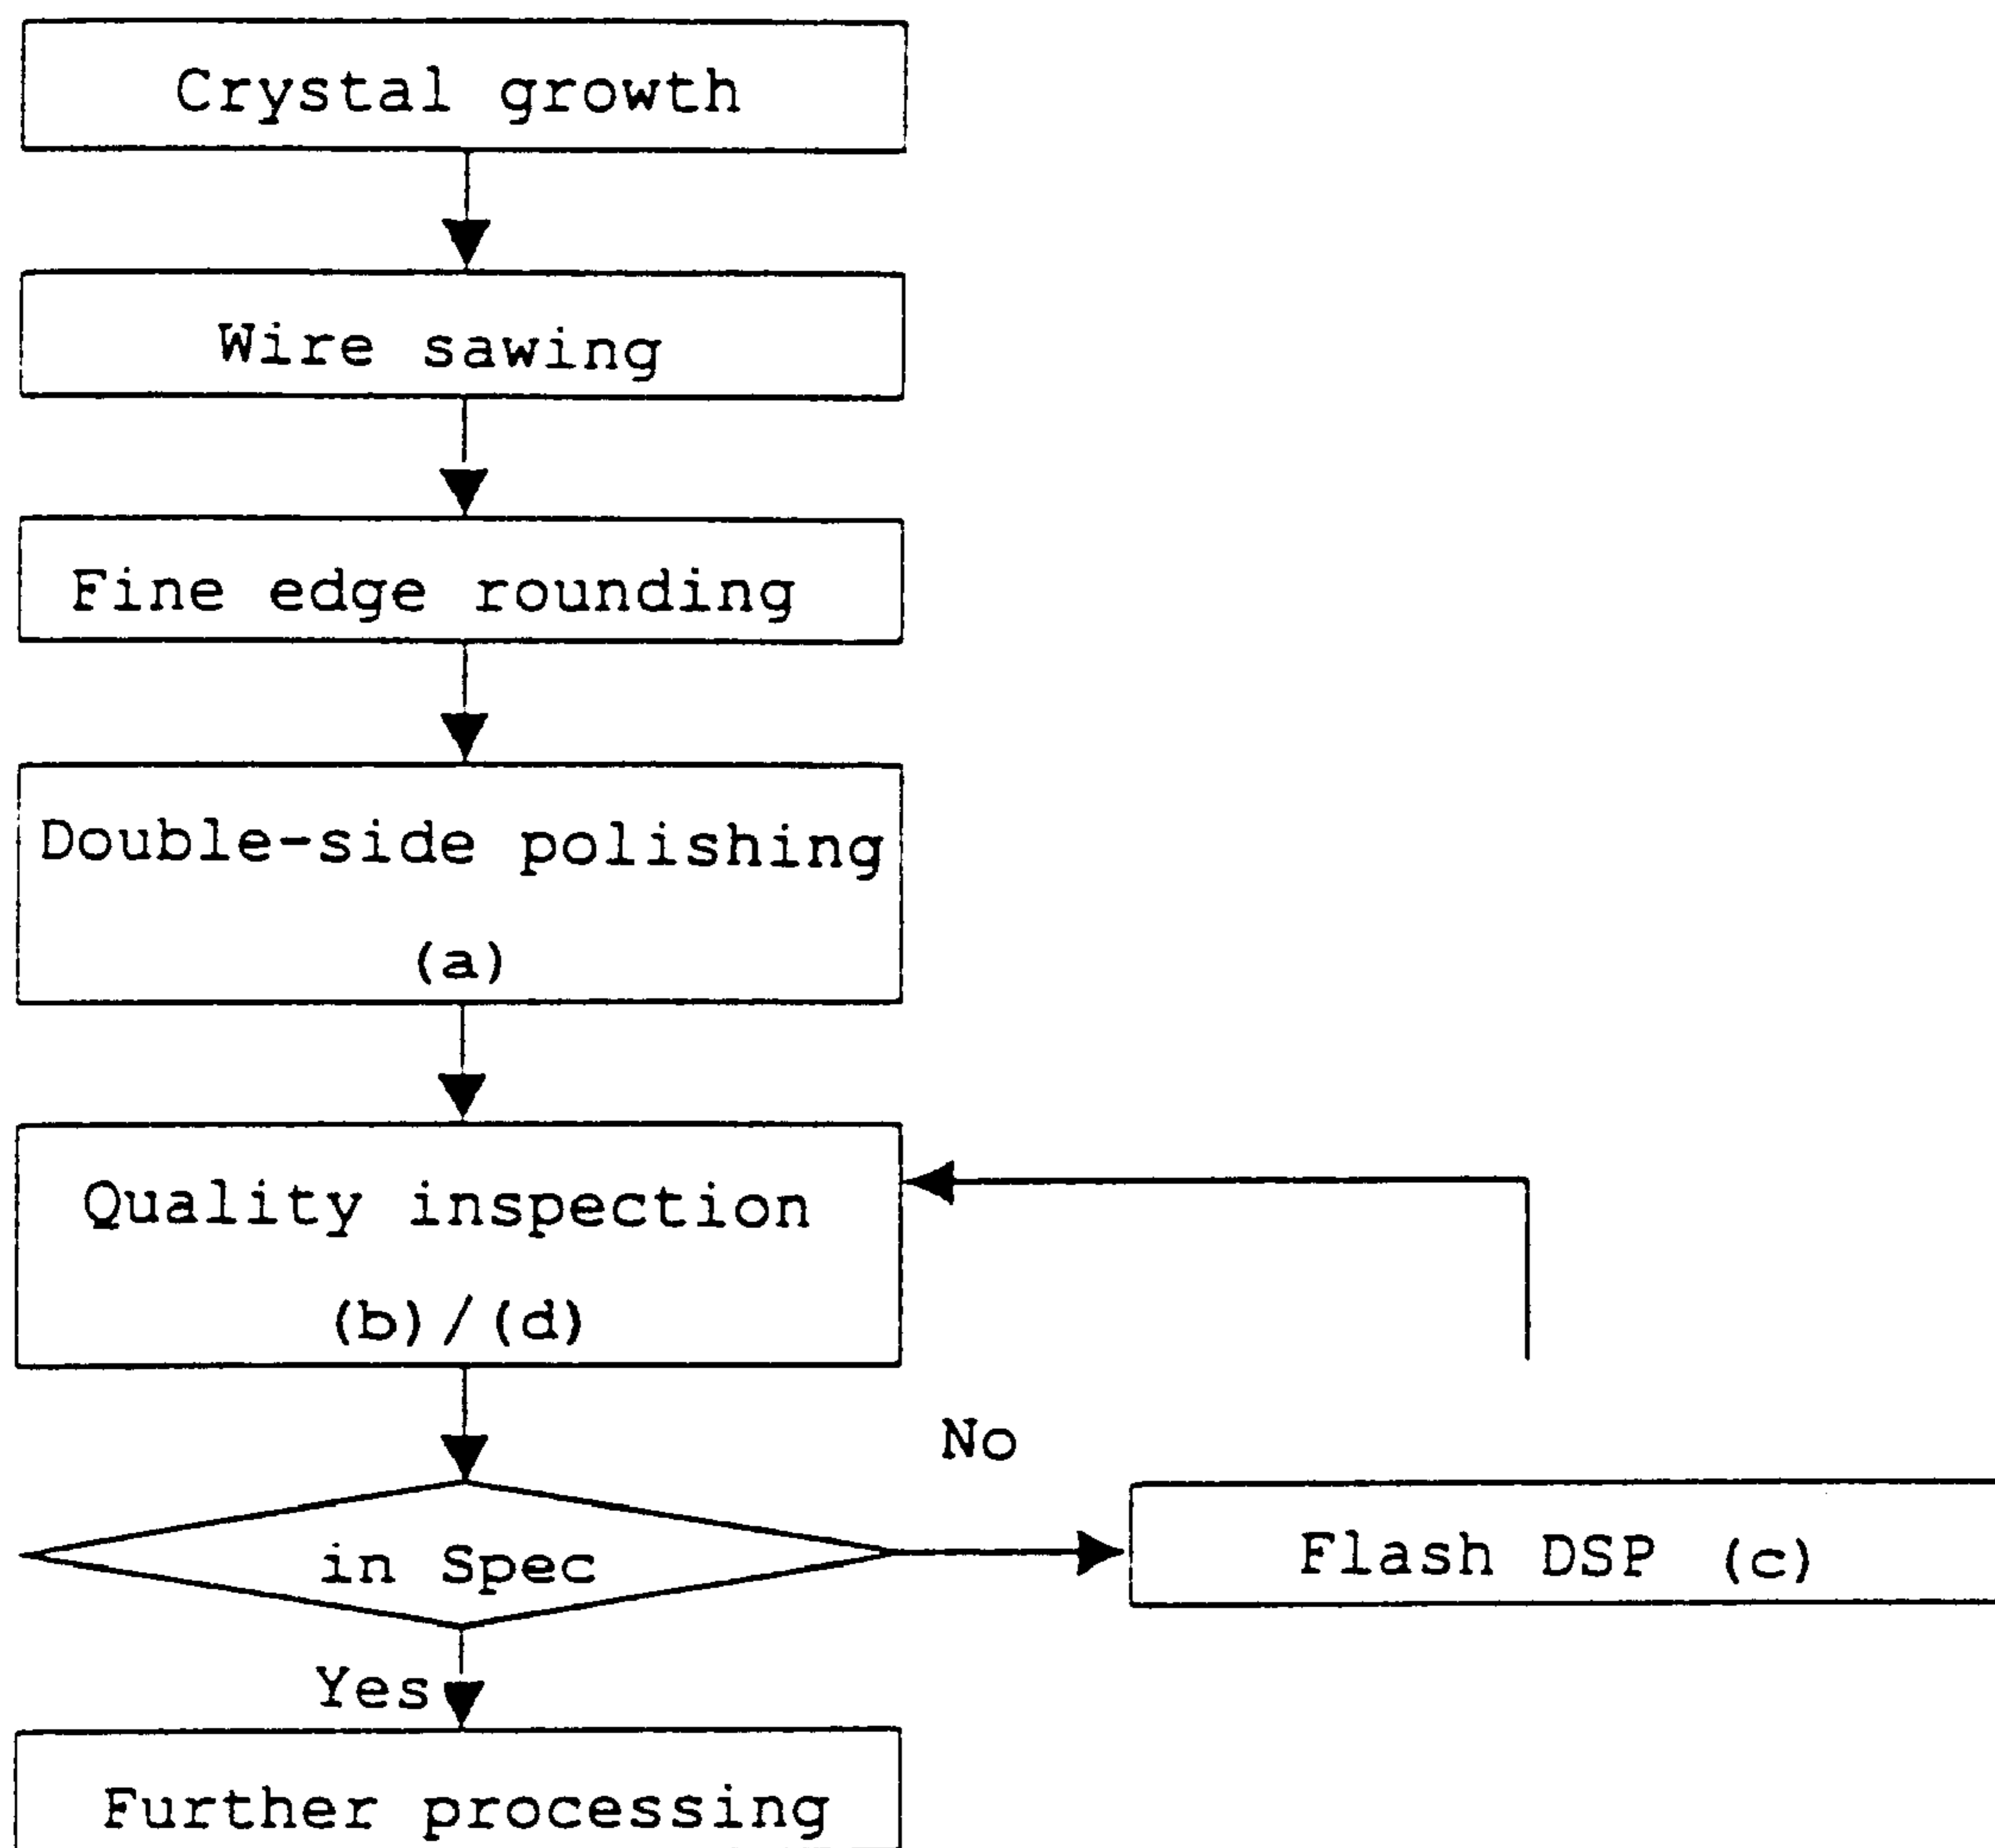 Crystal growth
Wire sawing
Fine edge rounding
Double-side polishing
(a)
Quality inspection
(b)/(d)
No
in Spec
Flash DSP (c)
Yes
Further processing